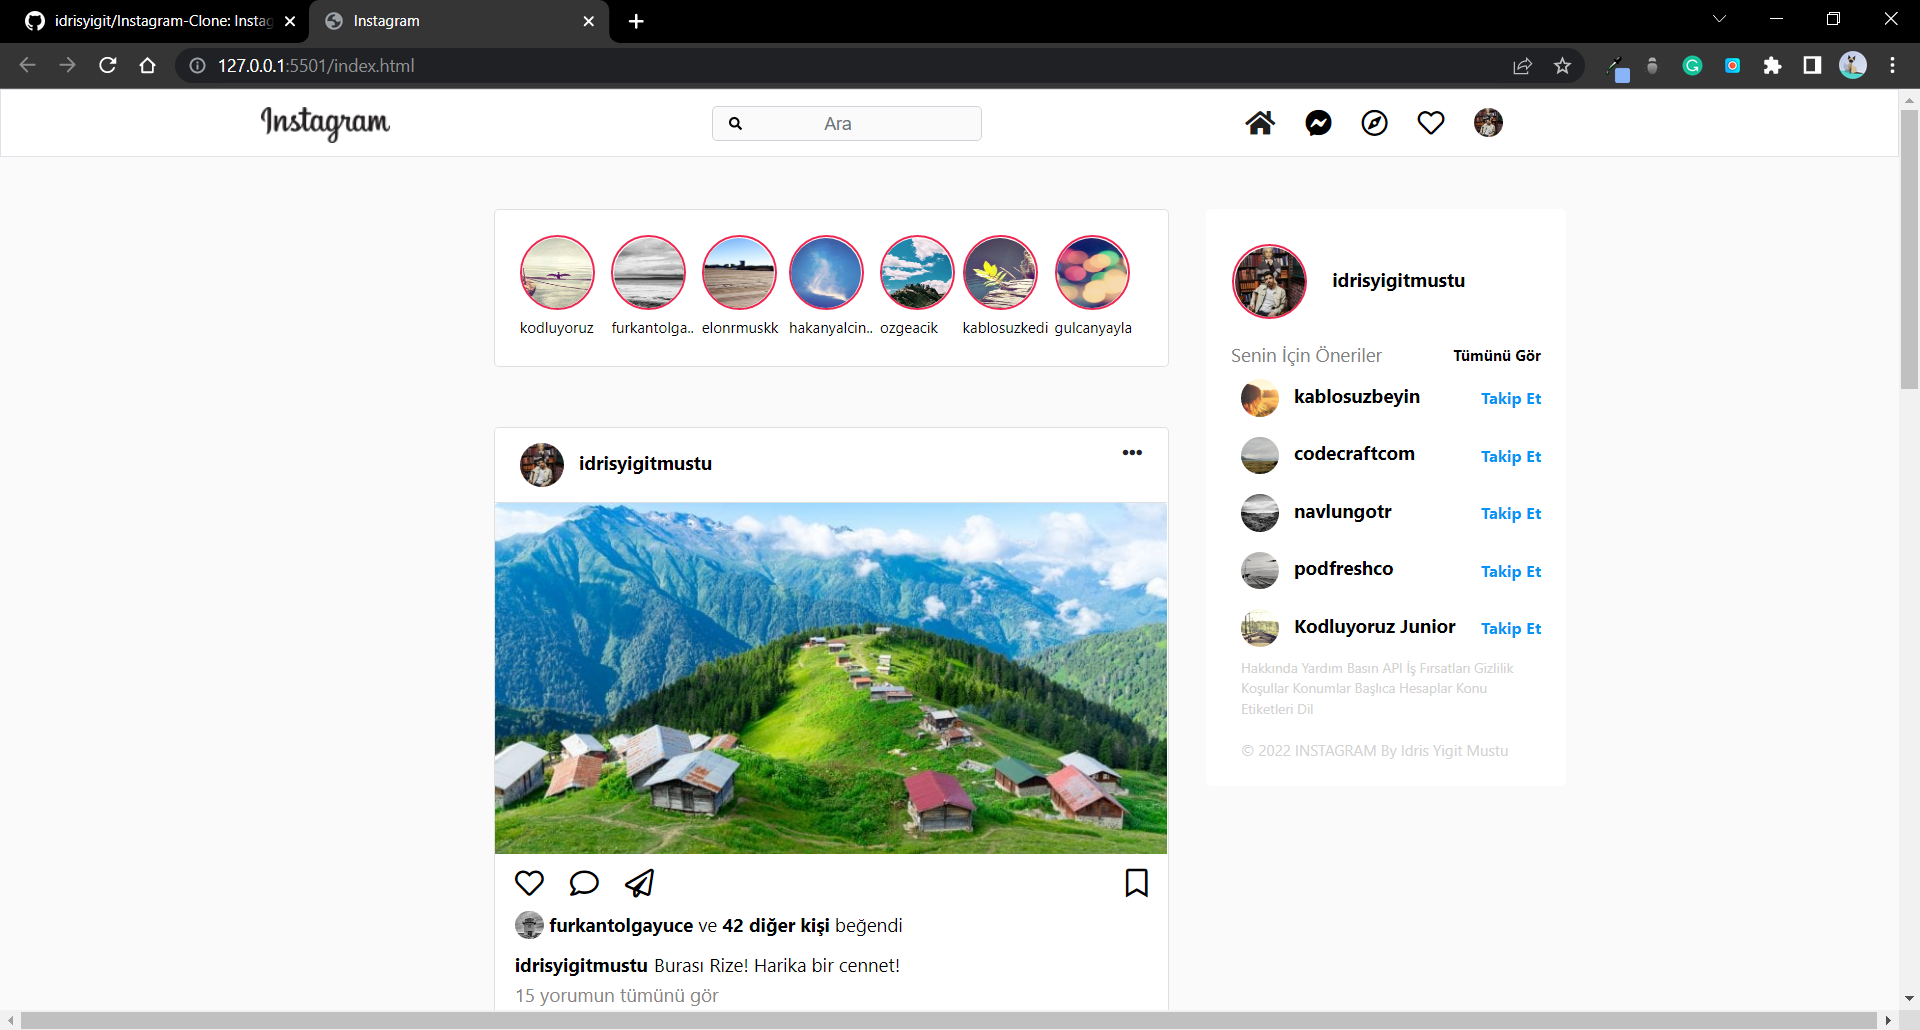 idrisyigit/Instagram-Clone: Instag
Instagram
127.0.0.1:5501/index.html
Instagram
Ara
kodluyoruz
furkantolga..
elonrmuskk
hakanyalcin..
ozgeacik
kablosuzkedi
gulcanyayla
idrisyigitmustu
Senin İçin Öneriler
Tümünü Gör
kablosuzbeyin
Takip Et
codecraftcom
Takip Et
navlungotr
Takip Et
podfreshco
Takip Et
Kodluyoruz Junior
Takip Et
Hakkında Yardım Basın API İş Fırsatları Gizlilik
Koşullar Konumlar Başlıca Hesaplar Konu
Etiketleri Dil
© 2022 INSTAGRAM By Idris Yigit Mustu
idrisyigitmustu
furkantolgayuce ve 42 diğer kişi beğendi
idrisyigitmustu Burası Rize! Harika bir cennet!
15 yorumun tümünü gör